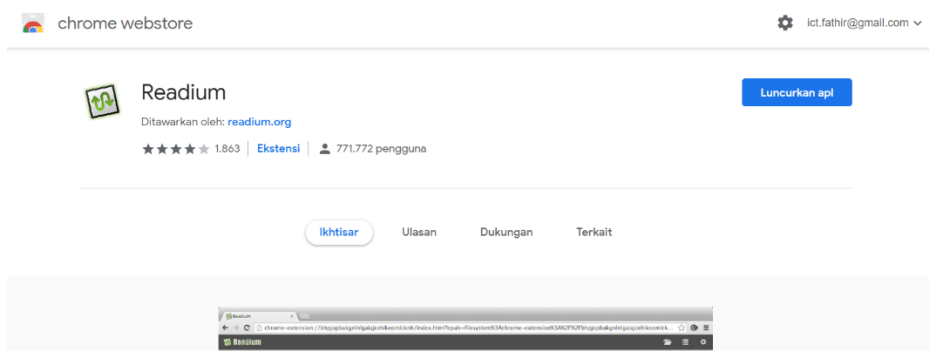 chrome webstore
ict.fathir@gmail.com
Readium
Luncurkan apl
Ditawarkan oleh: readium.org
1.863 Ekstensi 771.772 pengguna
Ikhtisar Ulasan Dukungan Terkait
Readium
Readium